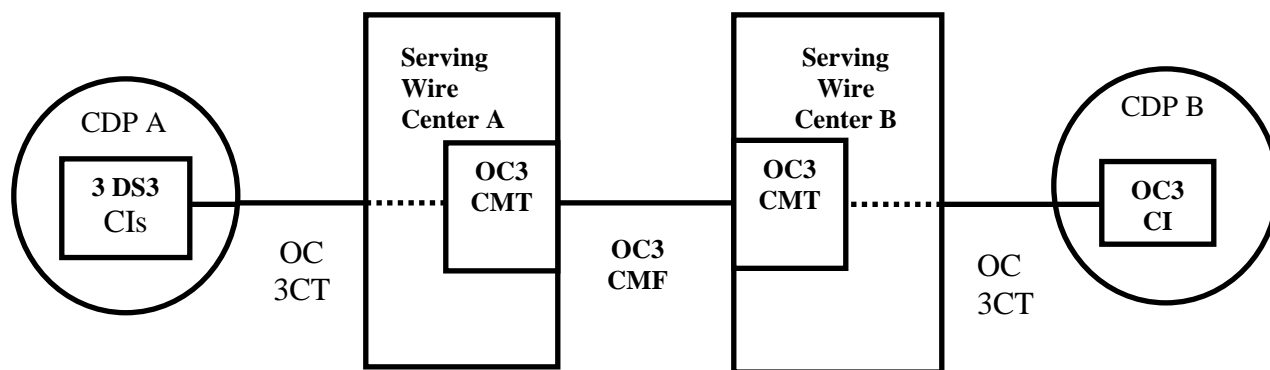 CDP A
3 DS3
CIs
OC
3CT
Serving
Wire
Center A
OC3
CMT
OC3
CMF
Serving
Wire
Center B
OC3
CMT
OC
3CT
CDP B
OC3
CI